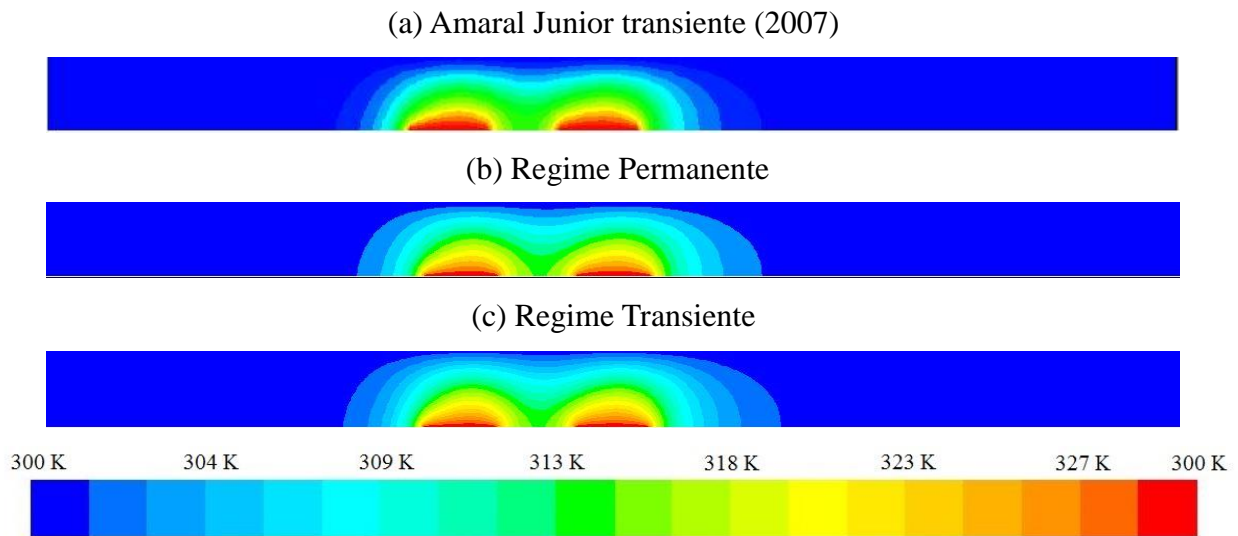 (a) Amaral Junior transiente (2007)
(b) Regime Permanente
(c) Regime Transiente
300 K 304 K 309 K 313 K 318 K 323 K 327 K 300 K